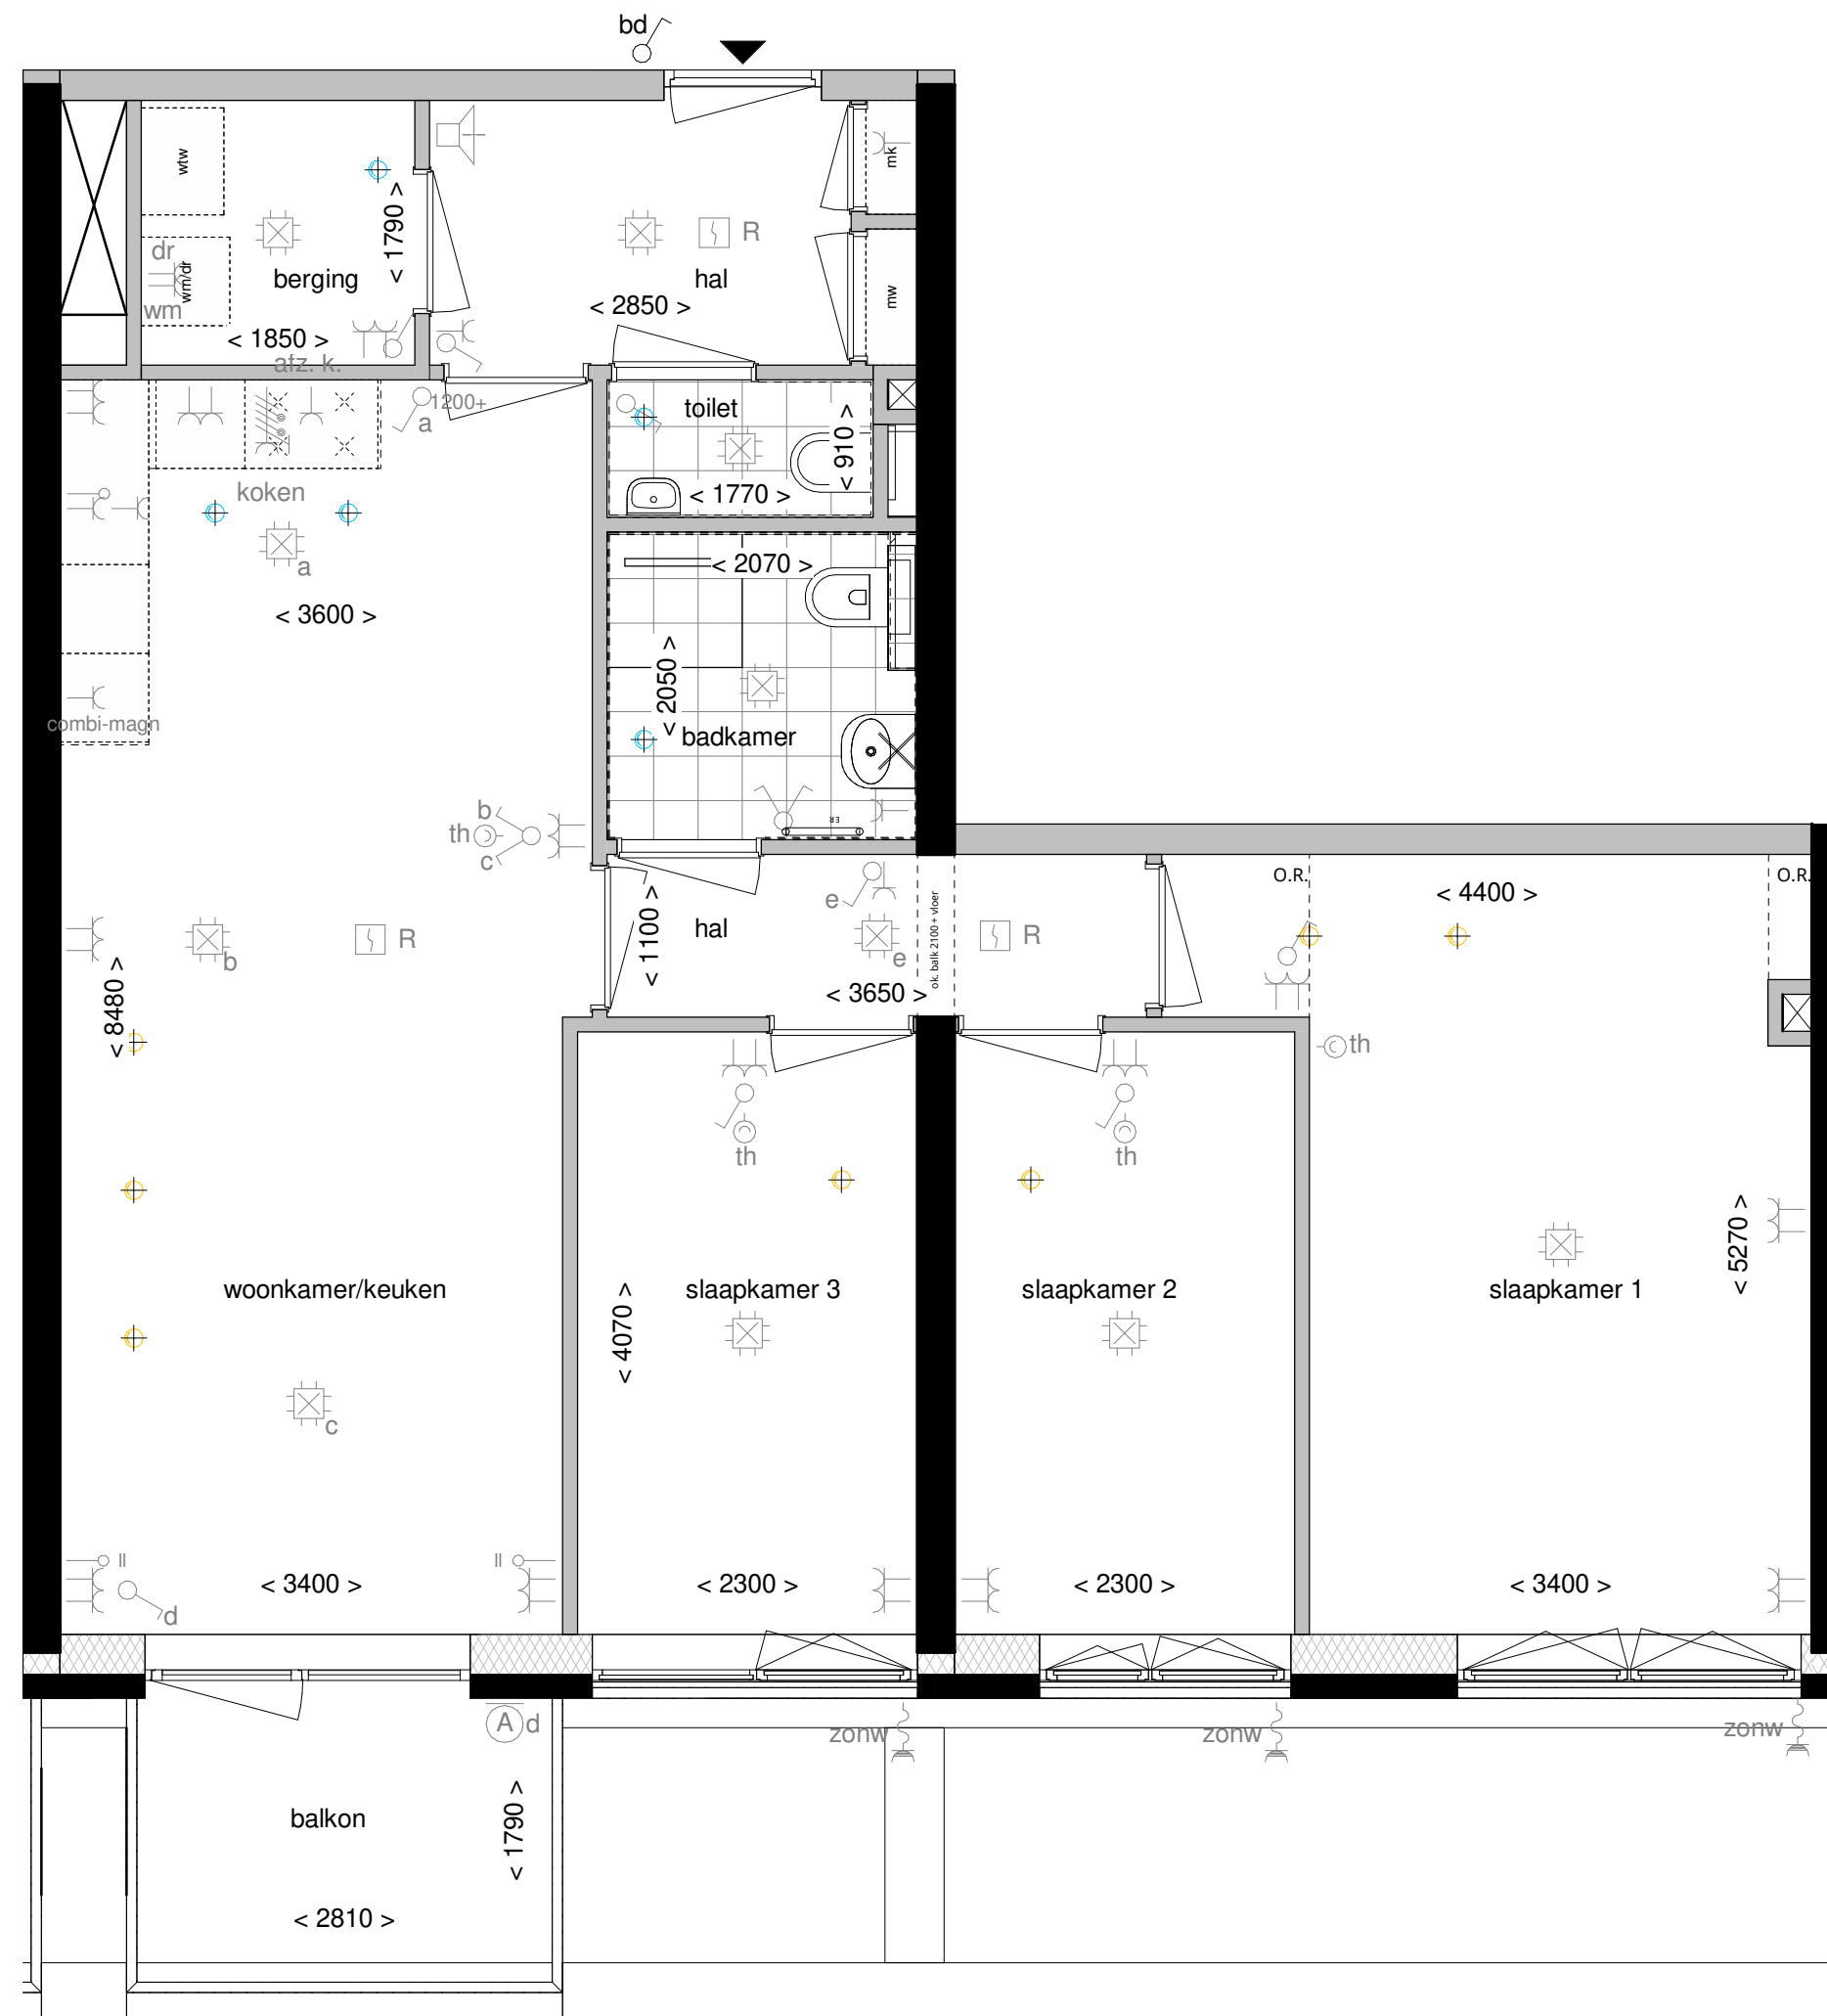 bd
wtw
mk
< 1790 >
R
dr
wm/dr
berging
hal
mw
wm
< 2850 >
< 1850 >
afz. k.
1200+
a
toilet
< 910 >
koken
< 1770 >
a
< 2070 >
< 3600 >
< 2050 >
combi-magn
badkamer
b
th
c
ER
O.R.
O.R.
< 4400 >
e
ok. balk 2100+ vloer
hal
< 1100 >
R
b
e
R
< 3650 >
< 8480 >
th
th
th
< 5270 >
woonkamer/keuken
slaapkamer 3
slaapkamer 2
slaapkamer 1
< 4070 >
c
II
II
< 3400 >
< 2300 >
< 2300 >
< 3400 >
d
A d
zonw
zonw
zonw
balkon
< 1790 >
< 2810 >